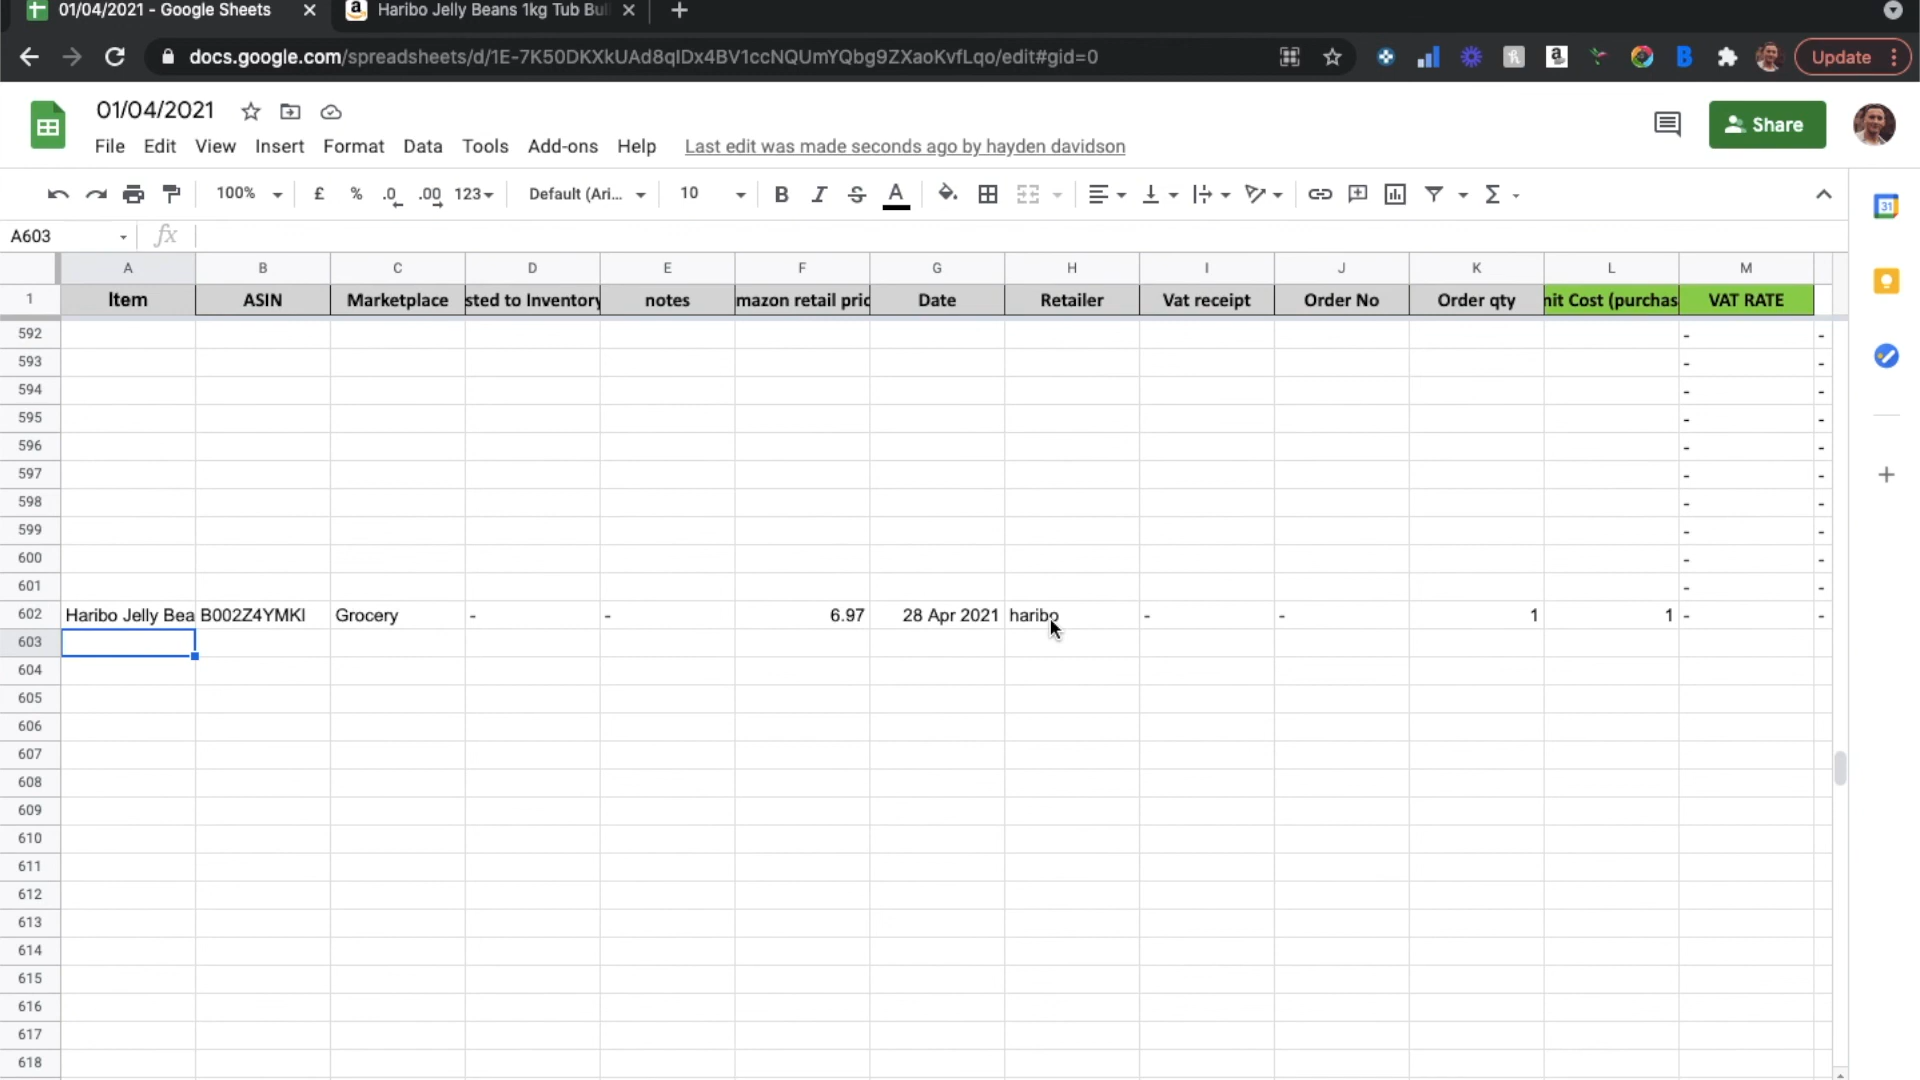 01/04/2021 - Google Sheets
Haribo Jelly Beans 1kg Tub Bul
docs.google.com/spreadsheets/d/1E-7K50DKXkUAd8qIDx4BV1ccNQUmYQbg9ZXaoKvfLqo/edit#gid=0
Update
01/04/2021
Share
File Edit View Insert Format Data Tools Add-ons Help Last edit was made seconds ago by hayden davidson
100% £ % .0 .00 123 Default (Ari... 10 B I S A
31
A603 fx
A B C D E F G H I J K L M
1 Item ASIN Marketplace sted to Inventory notes mazon retail pric Date Retailer Vat receipt Order No Order qty nit Cost (purchas VAT RATE
592 - -
593 - -
594 - -
595 - -
596 - -
597 - -
598 - -
599 - -
600 - -
601 - -
602 Haribo Jelly Bea B002Z4YMKI Grocery - - 6.97 28 Apr 2021 haribo - - 1 1 - -
603
604
605
606
607
608
609
610
611
612
613
614
615
616
617
618